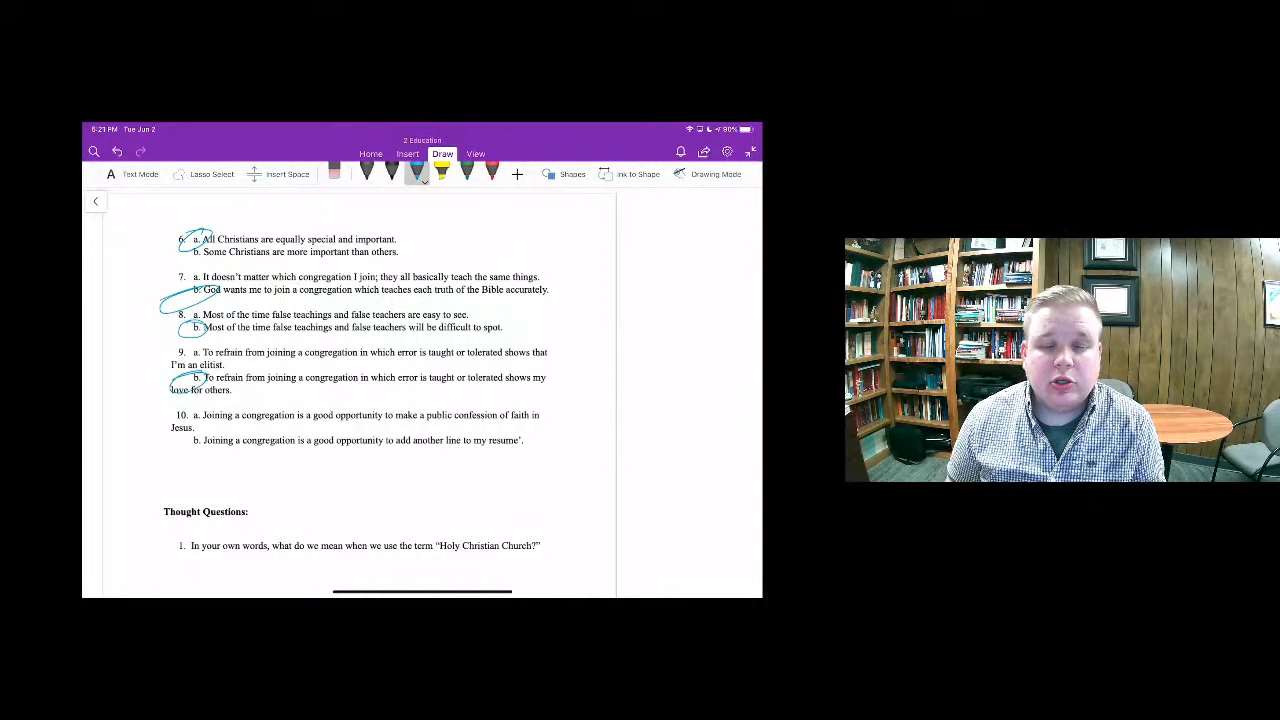 6:21 PM Tue Jun 2
90%
2 Education
Home Insert Draw View
Text Mode Lasso Select Insert Space Shapes Ink to Shape Drawing Mode
6. a. All Christians are equally special and important.
b. Some Christians are more important than others.
7. a. It doesn't matter which congregation I join; they all basically teach the same things.
b. God wants me to join a congregation which teaches each truth of the Bible accurately.
8. a. Most of the time false teachings and false teachers are easy to see.
b. Most of the time false teachings and false teachers will be difficult to spot.
9. a. To refrain from joining a congregation in which error is taught or tolerated shows that
I'm an elitist.
b. To refrain from joining a congregation in which error is taught or tolerated shows my
love for others.
10. a. Joining a congregation is a good opportunity to make a public confession of faith in
Jesus.
b. Joining a congregation is a good opportunity to add another line to my resume'.
Thought Questions:
1. In your own words, what do we mean when we use the term "Holy Christian Church?"